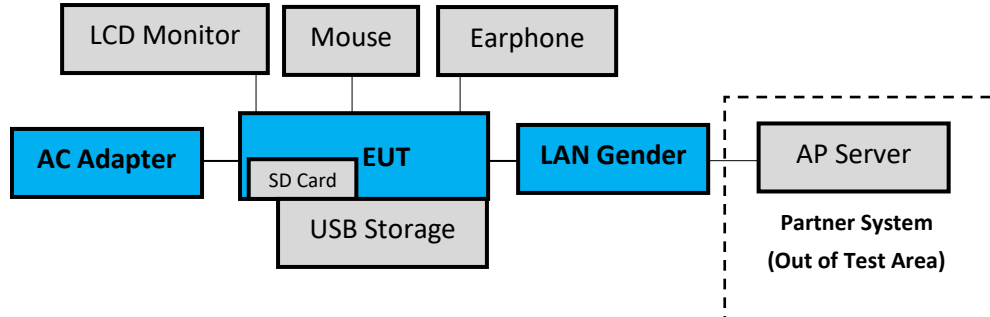 LCD Monitor
Mouse
Earphone
AC Adapter
EUT
LAN Gender
AP Server
SD Card
USB Storage
Partner System
(Out of Test Area)